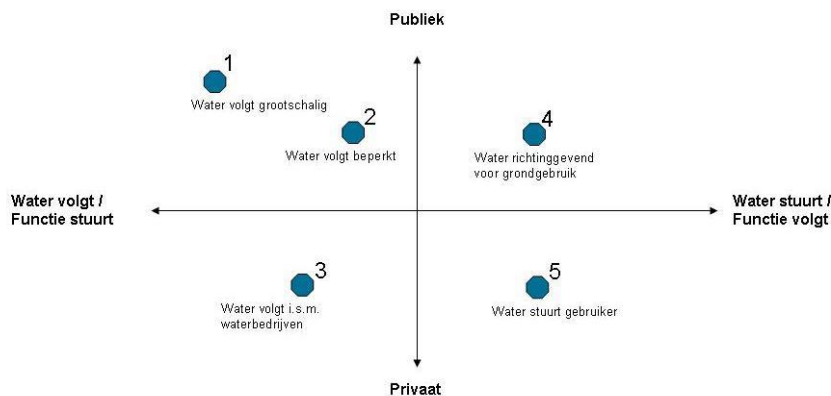 Publiek
1
Water volgt grootschalig
2
Water volgt beperkt
4
Water richtinggevend
voor grondgebruik
Water volgt /
Functie stuurt
Water stuurt /
Functie volgt
3
Water volgt i.s.m.
waterbedrijven
5
Water stuurt gebruiker
Privaat